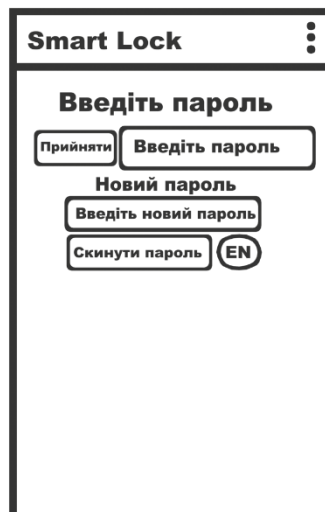 Smart Lock
Введіть пароль
Прийняти Введіть пароль
Новий пароль
Введіть новий пароль
Скинути пароль EN